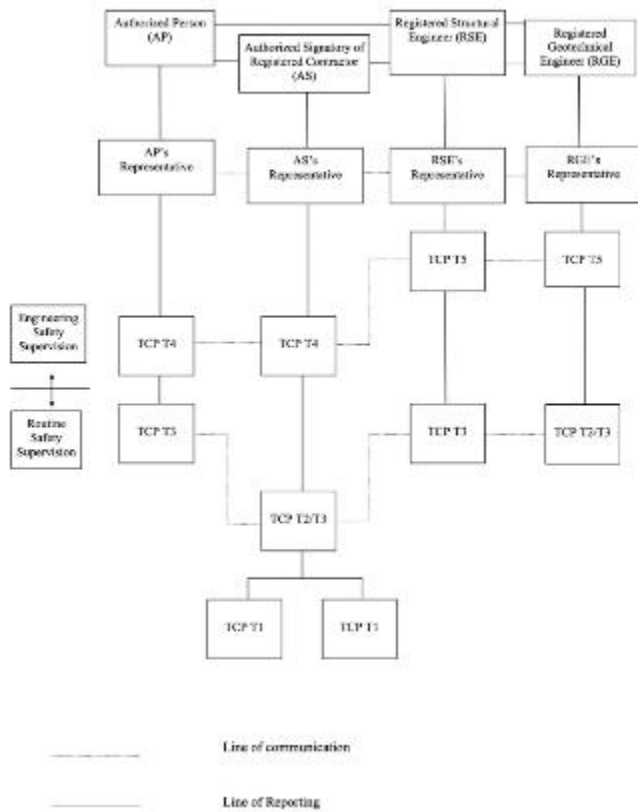 Authorized Person
(AP)
Authorized Signatory of
Registered Contractor
(AS)
Registered Structural
Engineer (RSE)
Registered
Geotechnical
Engineer (RGE)
AP's
Representative
AS's
Representative
RSE's
Representative
RGE's
Representative
TCP T5
TCP T5
Engineering
Safety
Supervision
TCP T4
TCP T4
Routine
Safety
Supervision
TCP T3
TCP T3
TCP T2/T3
TCP T2/T3
TCP T1
TCP T1
Line of communication
Line of Reporting